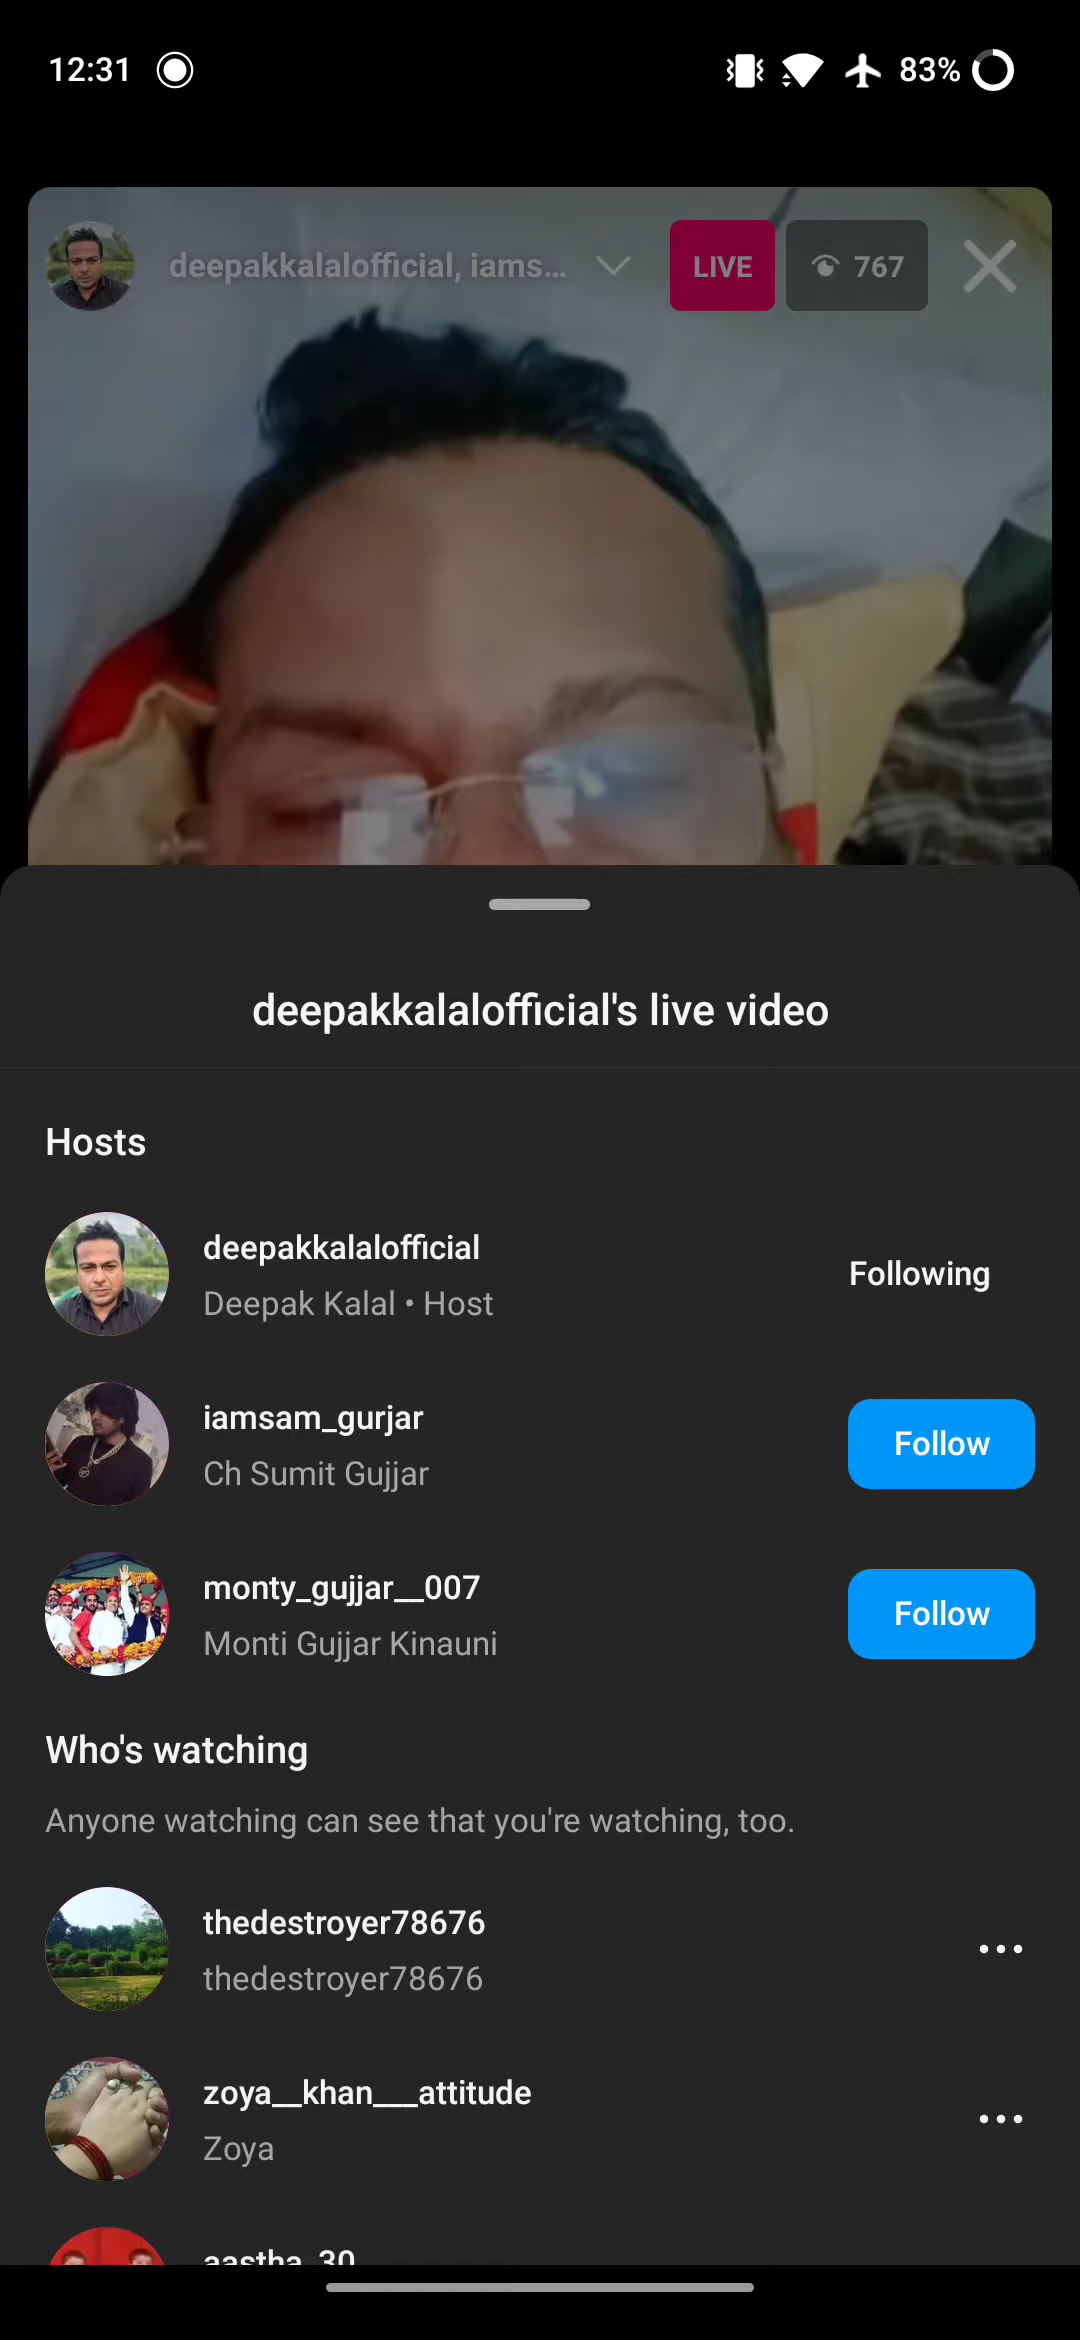 12:31
83%
deepakkalalofficial, iams...
LIVE
767
deepakkalalofficial's live video
Hosts
deepakkalalofficial
Deepak Kalal • Host
Following
iamsam_gurjar
Ch Sumit Gujjar
Follow
monty_gujjar__007
Monti Gujjar Kinauni
Follow
Who's watching
Anyone watching can see that you're watching, too.
thedestroyer78676
thedestroyer78676
zoya__khan___attitude
Zoya
aastha_30